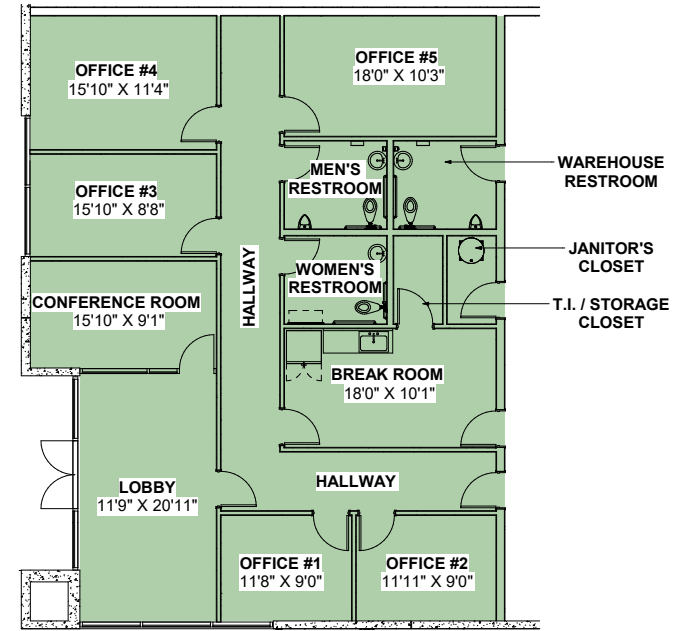 OFFICE #4
15'10" X 11'4"
OFFICE #5
18'0" X 10'3"
MEN'S
RESTROOM
WAREHOUSE
RESTROOM
OFFICE #3
15'10" X 8'8"
HALLWAY
WOMEN'S
RESTROOM
JANITOR'S
CLOSET
T.I. / STORAGE
CLOSET
CONFERENCE ROOM
15'10" X 9'1"
BREAK ROOM
18'0" X 10'1"
LOBBY
11'9" X 20'11"
HALLWAY
OFFICE #1
11'8" X 9'0"
OFFICE #2
11'11" X 9'0"